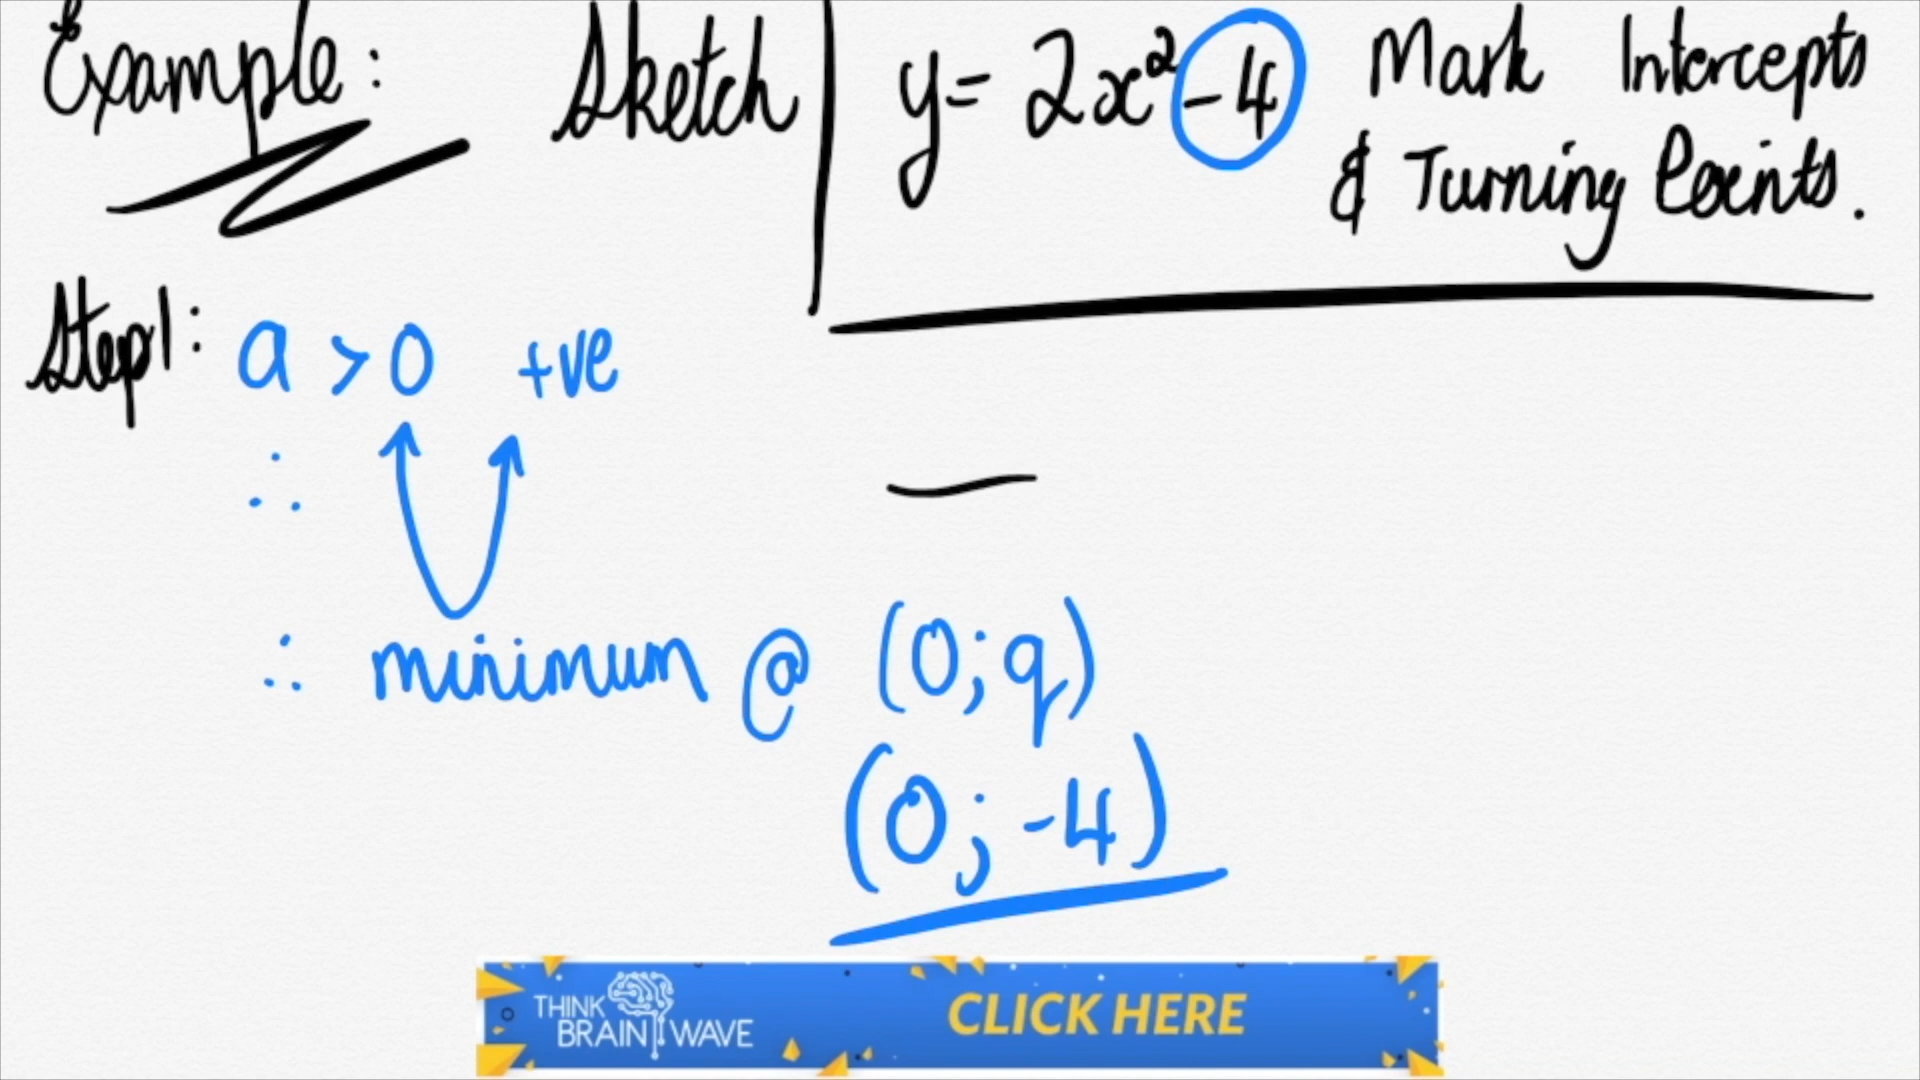 Example: Sketch y = 2x² - 4 Mark Intercepts
& Turning Points.
Step 1: a > 0 +ve
∴
∴ minimum @ (0; q)
(0; -4)
THINK
BRAIN WAVE
CLICK HERE